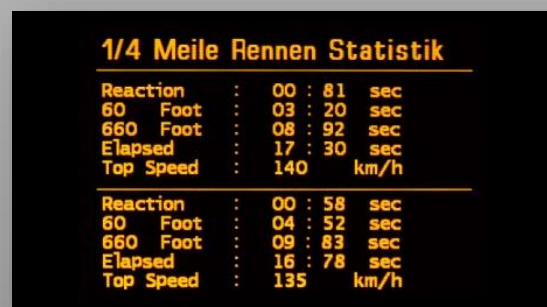 1/4 Meile Rennen Statistik
Reaction : 00 : 81 sec
60 Foot : 03 : 20 sec
660 Foot : 08 : 92 sec
Elapsed : 17 : 30 sec
Top Speed : 140 km/h
Reaction : 00 : 58 sec
60 Foot : 04 : 52 sec
660 Foot : 09 : 83 sec
Elapsed : 16 : 78 sec
Top Speed : 135 km/h